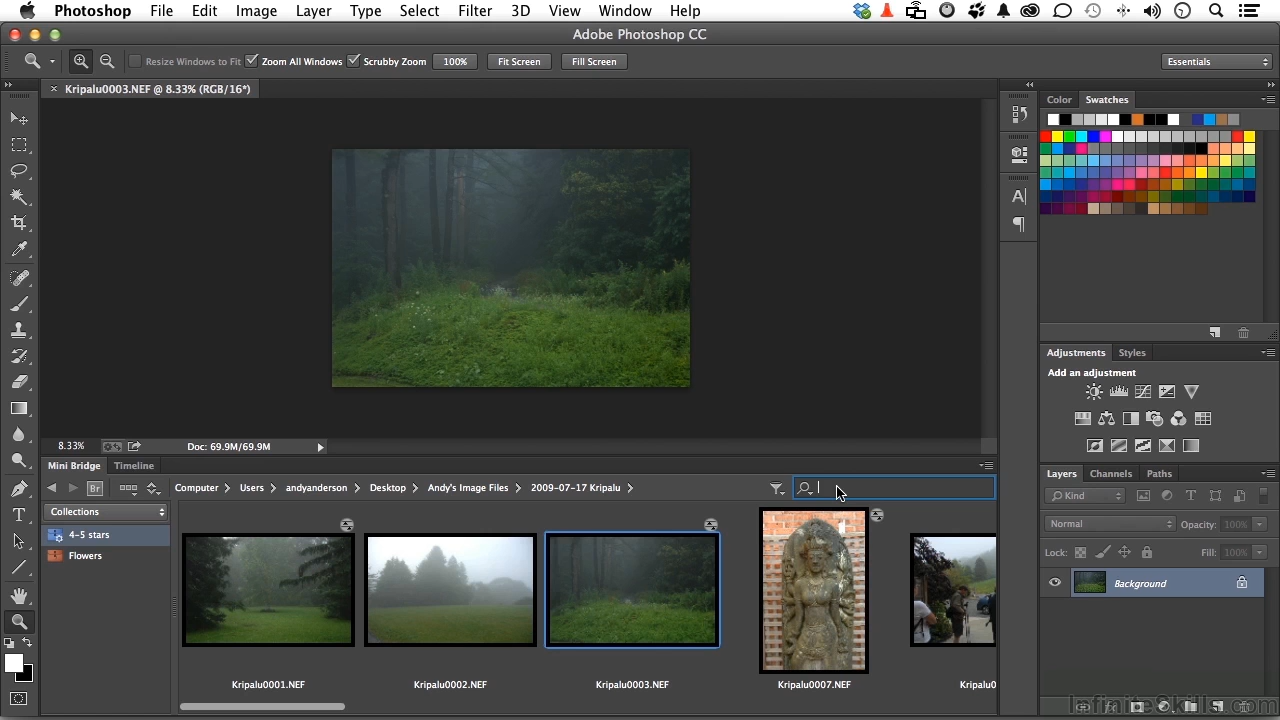 Photoshop File Edit Image Layer Type Select Filter 3D View Window Help
Adobe Photoshop CC
Resize Windows to Fit Zoom All Windows Scrubby Zoom 100% Fit Screen Fill Screen Essentials
× Kripalu0003.NEF @ 8.33% (RGB/16*)
Color Swatches
Adjustments Styles
Add an adjustment
8.33% Doc: 69.9M/69.9M
Mini Bridge Timeline
Layers Channels Paths
Br Computer Users andyanderson Desktop Andy's Image Files 2009-07-17 Kripalu
Kind
Collections
Normal Opacity: 100%
4-5 stars
Flowers
Lock: Fill: 100%
Background
Kripalu0001.NEF Kripalu0002.NEF Kripalu0003.NEF Kripalu0007.NEF Kripalu0
InfiniteSkills.com